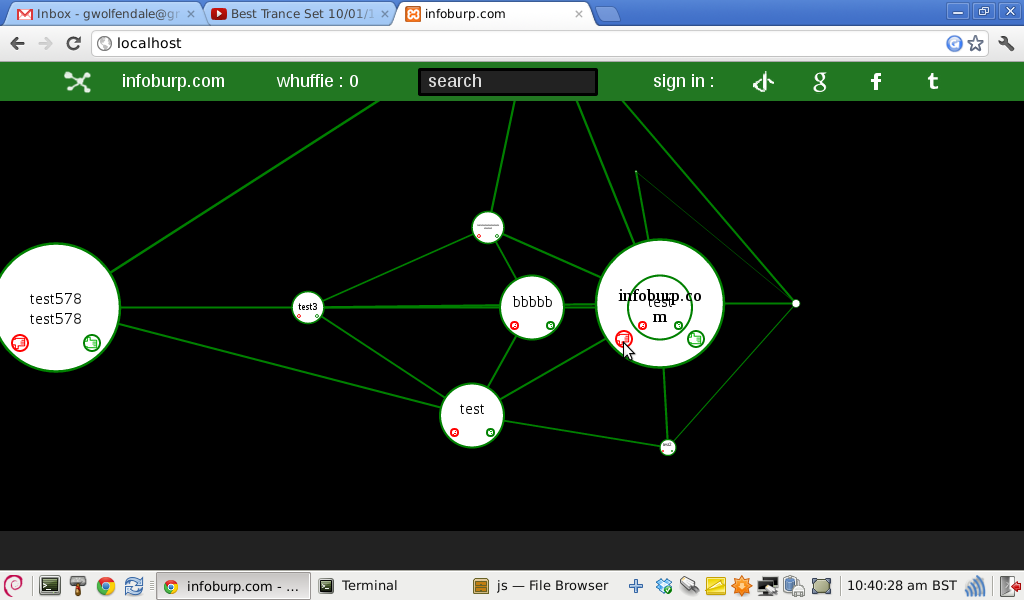 Inbox - gwolfendale@gr
Best Trance Set 10/01/1
infoburp.com
localhost
infoburp.com
whuffie : 0
search
sign in :
test578
test578
test3
bbbbb
infoburp.co
m
test
test
infoburp.com - ...
Terminal
js — File Browser
10:40:28 am BST